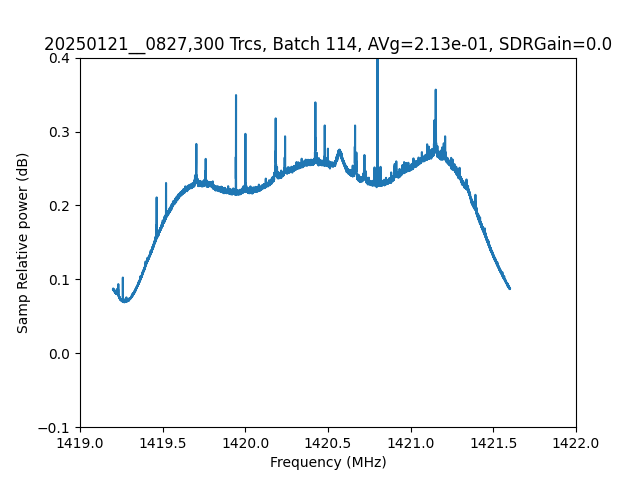 20250121__0827,300 Trcs, Batch 114, AVg=2.13e-01, SDRGain=0.0
0.4
0.3
0.2
0.1
0.0
−0.1
Samp Relative power (dB)
1419.0 1419.5 1420.0 1420.5 1421.0 1421.5 1422.0
Frequency (MHz)